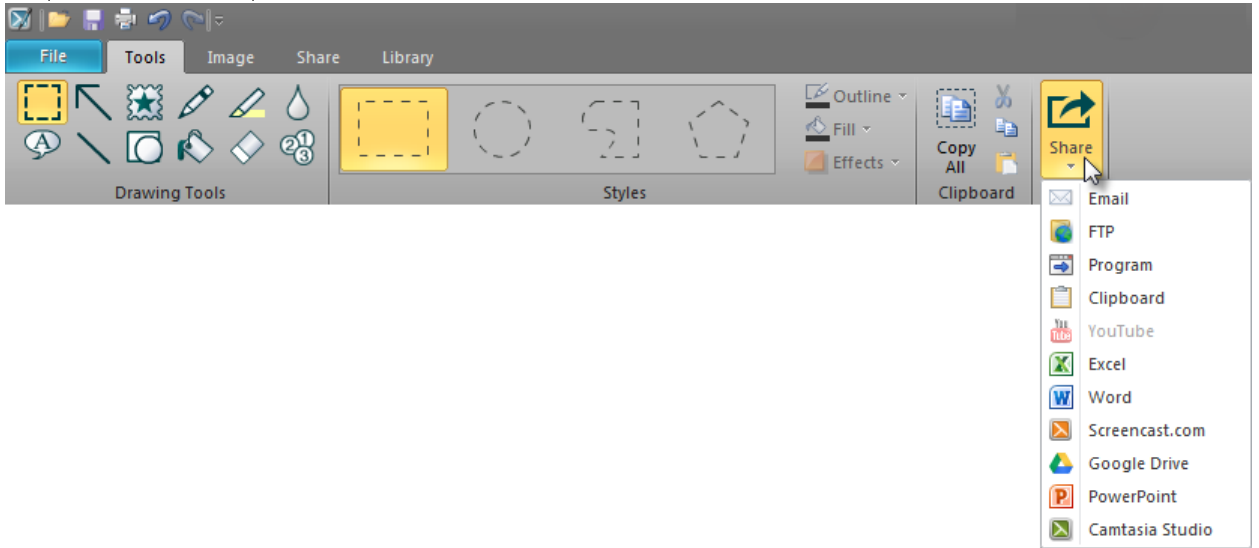 File Tools Image Share Library
Outline
Fill
Effects
Copy
All
Share
Drawing Tools Styles Clipboard
Email
FTP
Program
Clipboard
YouTube
Excel
Word
Screencast.com
Google Drive
PowerPoint
Camtasia Studio